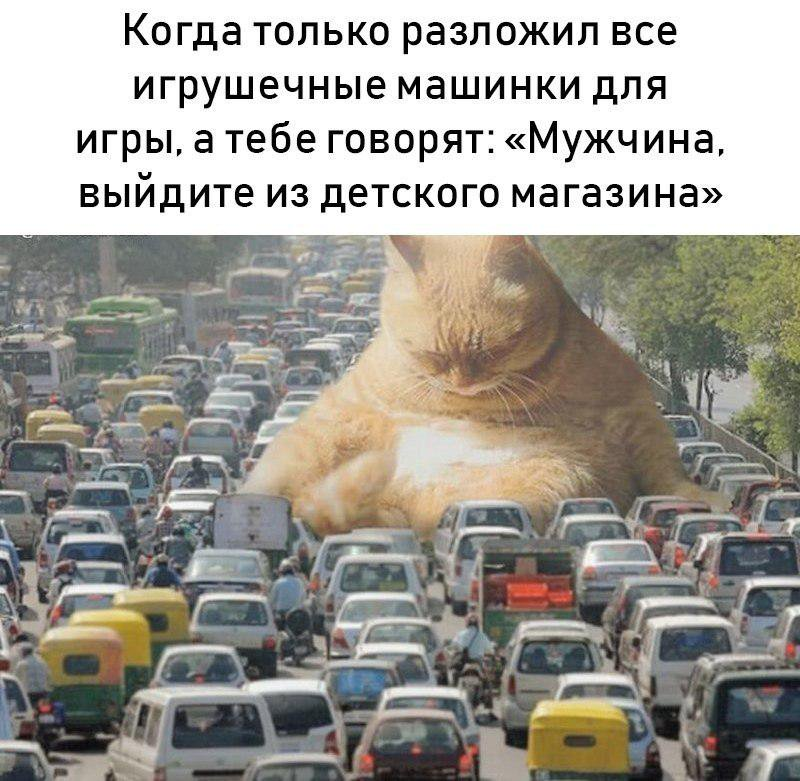 Когда только разложил все
игрушечные машинки для
игры, а тебе говорят: «Мужчина,
выйдите из детского магазина»